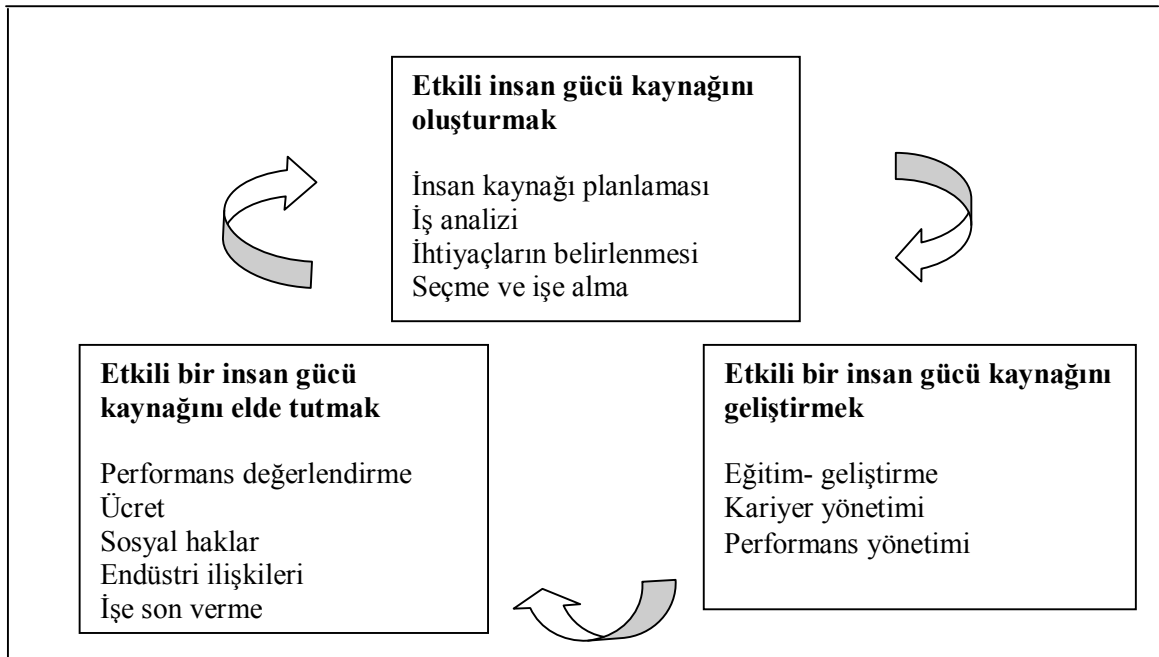 Etkili insan gücü kaynağını
oluşturmak
İnsan kaynağı planlaması
İş analizi
İhtiyaçların belirlenmesi
Seçme ve işe alma
Etkili bir insan gücü
kaynağını elde tutmak
Performans değerlendirme
Ücret
Sosyal haklar
Endüstri ilişkileri
İşe son verme
Etkili bir insan gücü kaynağını
geliştirmek
Eğitim- geliştirme
Kariyer yönetimi
Performans yönetimi